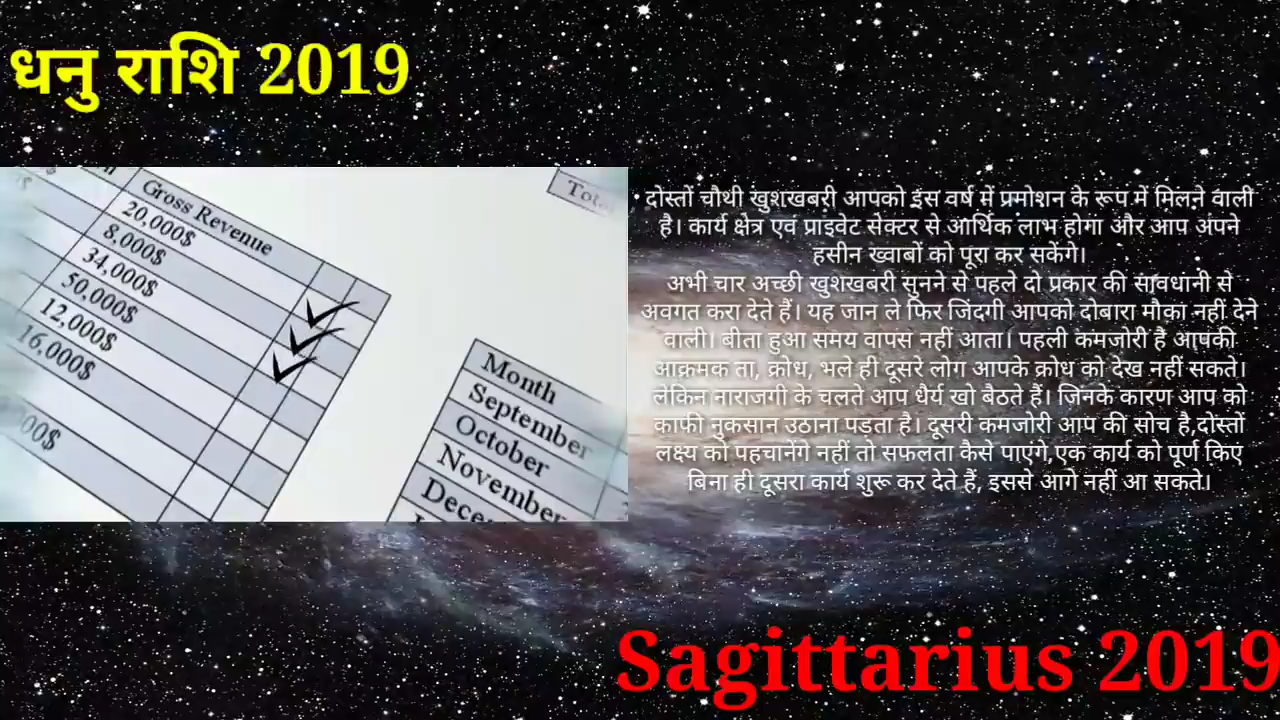 धनु राशि 2019
Gross Revenue
20,000$
8,000$
34,000$
50,000$
12,000$
16,000$
Month
September
October
November
दोस्तों चौथी खुशखबरी आपको इस वर्ष में प्रमोशन के रूप में मिलने वाली
है। कार्य क्षेत्र एवं प्राइवेट सेक्टर से आर्थिक लाभ होगा और आप अपने
हसीन ख्वाबों को पूरा कर सकेंगे।
अभी चार अच्छी खुशखबरी सुनने से पहले दो प्रकार की सावधानी से
अवगत करा देते हैं। यह जान ले फिर जिंदगी आपको दोबारा मौका नहीं देने
वाली। बीता हुआ समय वापस नहीं आता। पहली कमजोरी है आपकी
आक्रमक ता, क्रोध, भले ही दूसरे लोग आपके क्रोध को देख नहीं सकते।
लेकिन नाराजगी के चलते आप धैर्य खो बैठते हैं। जिनके कारण आप को
काफी नुकसान उठाना पड़ता है। दूसरी कमजोरी आप की सोच है,दोस्तों
लक्ष्य को पहचानेंगे नहीं तो सफलता कैसे पाएंगे,एक कार्य को पूर्ण किए
बिना ही दूसरा कार्य शुरू कर देते हैं, इससे आगे नहीं आ सकते।
Sagittarius 2019